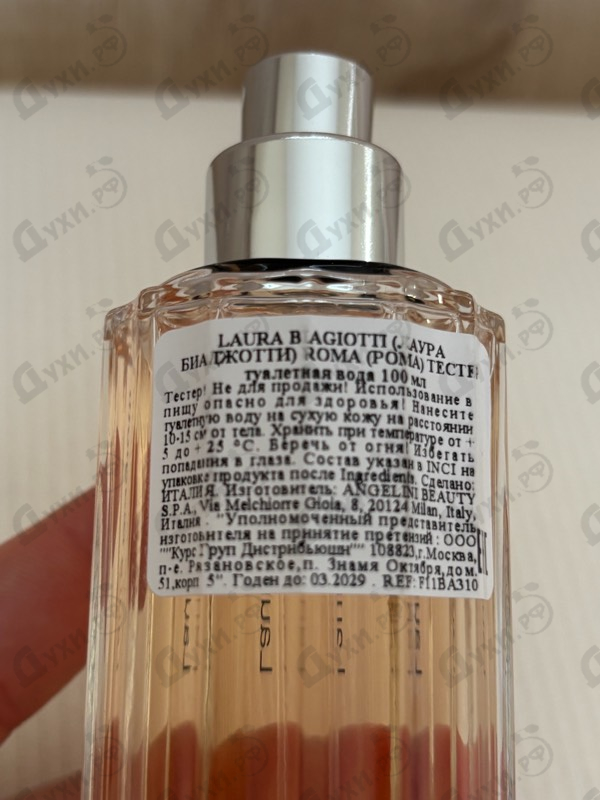 LAURA BIAGIOTTI (ЛАУРА
БИАДЖОТТИ) ROMA (РОМА) ТЕСТЕР
туалетная вода 100 мл
Тестер! Не для продажи! Использование в
пищу опасно для здоровья! Нанесите
туалетную воду на сухую кожу на расстоянии
10-15 см от тела. Хранить при температуре от +
5 до + 25 °С. Беречь от огня! Избегать
попадания в глаза. Состав указан в INCI на
упаковке продукта после Ingredients. Сделано:
ИТАЛИЯ. Изготовитель: ANGELINI BEAUTY
S.P.A., Via Melchiorre Gioia, 8, 20124 Milan, Italy,
Италия . "Уполномоченный представитель
изготовителя на принятие претензий : ООО
""Курс Груп Дистрибьюшн"" 108823,г.Москва,
п-е. Рязановское,п. Знамя Октября,дом.
51,корп 5". Годен до: 03.2029 . REF:F11BA310
EAC
Духи.рф